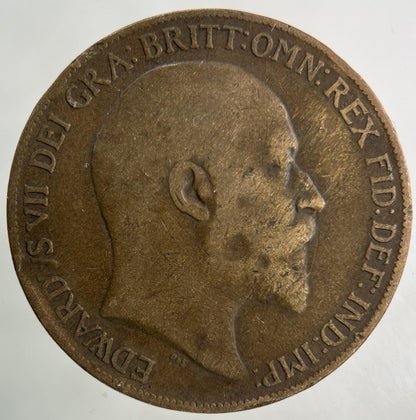 EDWARDVS VII DEI GRA: BRITT: OMN: REX FID: DEF: IND: IMP: